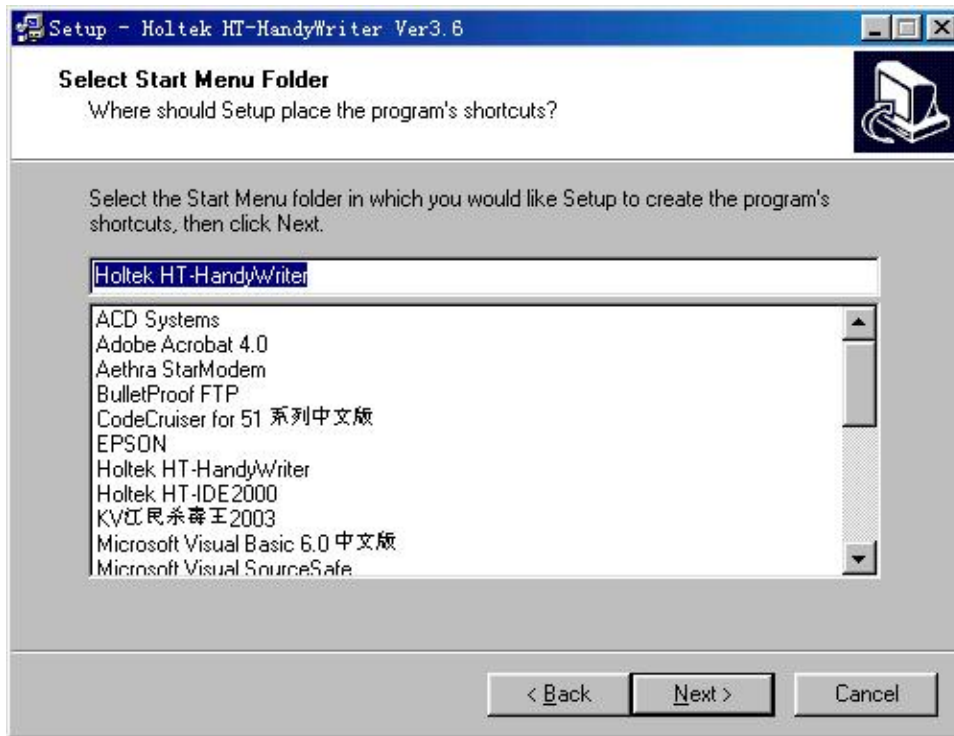 Setup - Holtek HT-HandyWriter Ver3.6
Select Start Menu Folder
Where should Setup place the program's shortcuts?
Select the Start Menu folder in which you would like Setup to create the program's
shortcuts, then click Next.
Holtek HT-HandyWriter
ACD Systems
Adobe Acrobat 4.0
Aethra StarModem
BulletProof FTP
CodeCruiser for 51 系列中文版
EPSON
Holtek HT-HandyWriter
Holtek HT-IDE2000
KV江民杀毒王2003
Microsoft Visual Basic 6.0 中文版
Microsoft Visual SourceSafe
< Back Next > Cancel